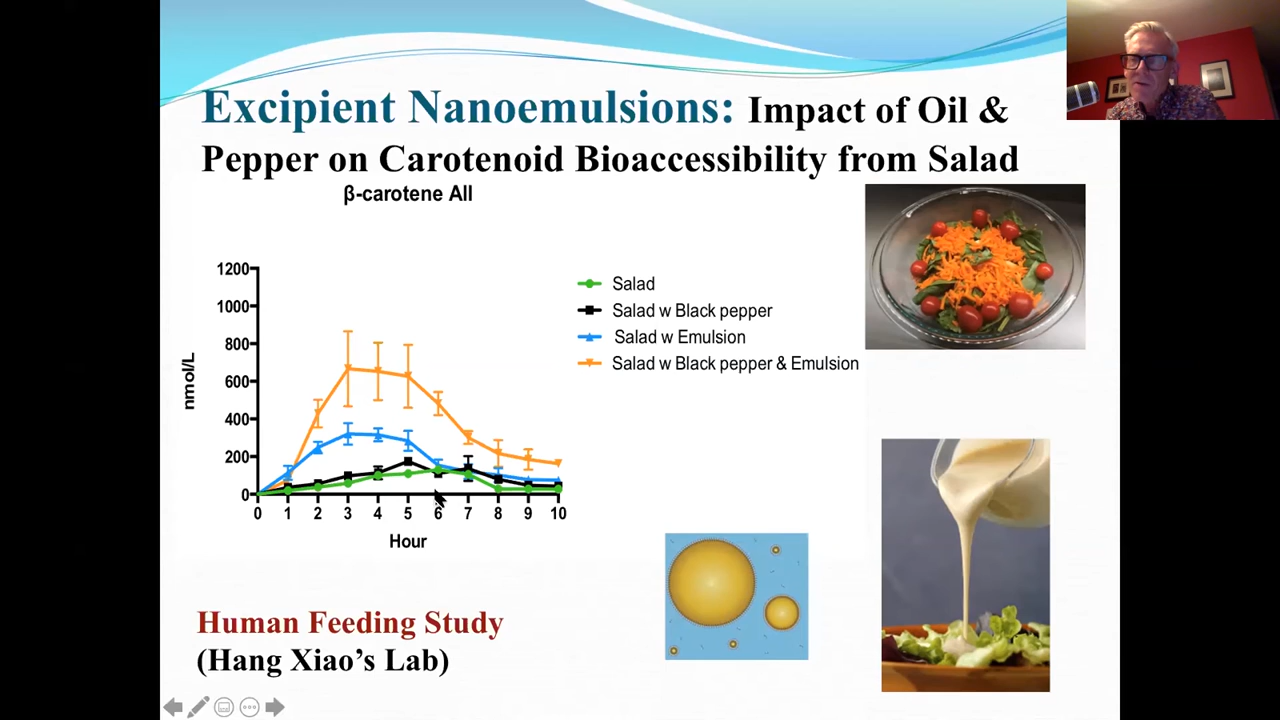 Excipient Nanoemulsions: Impact of Oil &
Pepper on Carotenoid Bioaccessibility from Salad
β-carotene All
1200
1000
800
600
400
200
0
nmol/L
0 1 2 3 4 5 6 7 8 9 10
Hour
Salad
Salad w Black pepper
Salad w Emulsion
Salad w Black pepper & Emulsion
Human Feeding Study
(Hang Xiao's Lab)